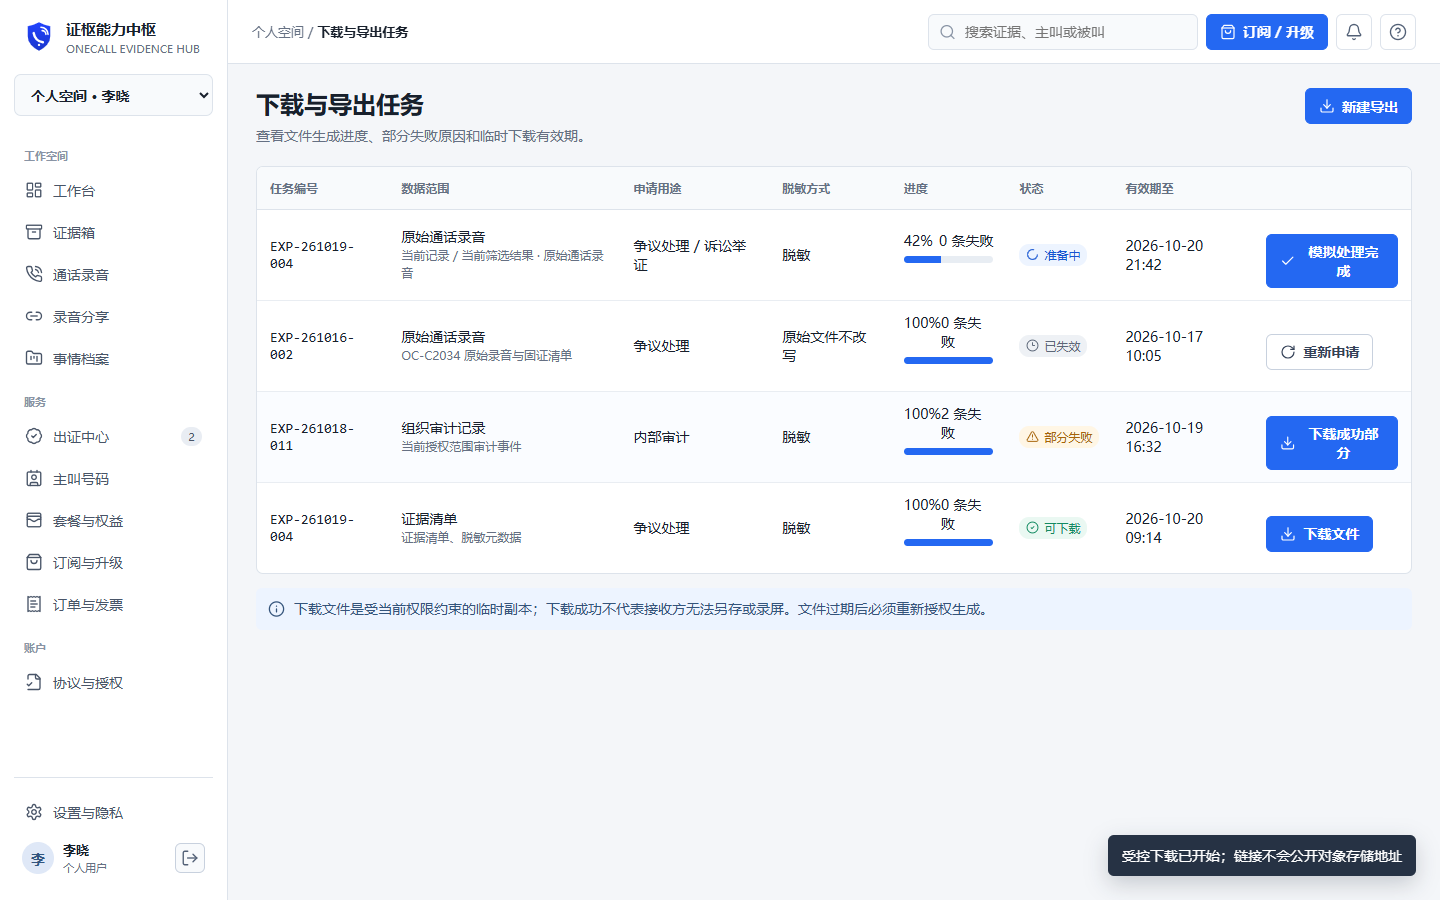 证枢能力中枢
ONECALL EVIDENCE HUB
个人空间 • 李晓
工作空间
工作台
证据箱
通话录音
录音分享
事情档案
服务
出证中心
2
主叫号码
套餐与权益
订阅与升级
订单与发票
账户
协议与授权
设置与隐私
李
李晓
个人用户
个人空间 / 下载与导出任务
搜索证据、主叫或被叫
订阅 / 升级
下载与导出任务
查看文件生成进度、部分失败原因和临时下载有效期。
新建导出
任务编号 数据范围 申请用途 脱敏方式 进度 状态 有效期至
EXP-261019-
004
原始通话录音
当前记录 / 当前筛选结果 · 原始通话录
音
争议处理 / 诉讼举
证
脱敏
42% 0 条失败
准备中
2026-10-20
21:42
模拟处理完
成
EXP-261016-
002
原始通话录音
OC-C2034 原始录音与固证清单
争议处理
原始文件不改
写
100%0 条失
败
已失效
2026-10-17
10:05
重新申请
EXP-261018-
011
组织审计记录
当前授权范围审计事件
内部审计
脱敏
100%2 条失
败
部分失败
2026-10-19
16:32
下载成功部
分
EXP-261019-
004
证据清单
证据清单、脱敏元数据
争议处理
脱敏
100%0 条失
败
可下载
2026-10-20
09:14
下载文件
下载文件是受当前权限约束的临时副本；下载成功不代表接收方无法另存或录屏。文件过期后必须重新授权生成。
受控下载已开始；链接不会公开对象存储地址